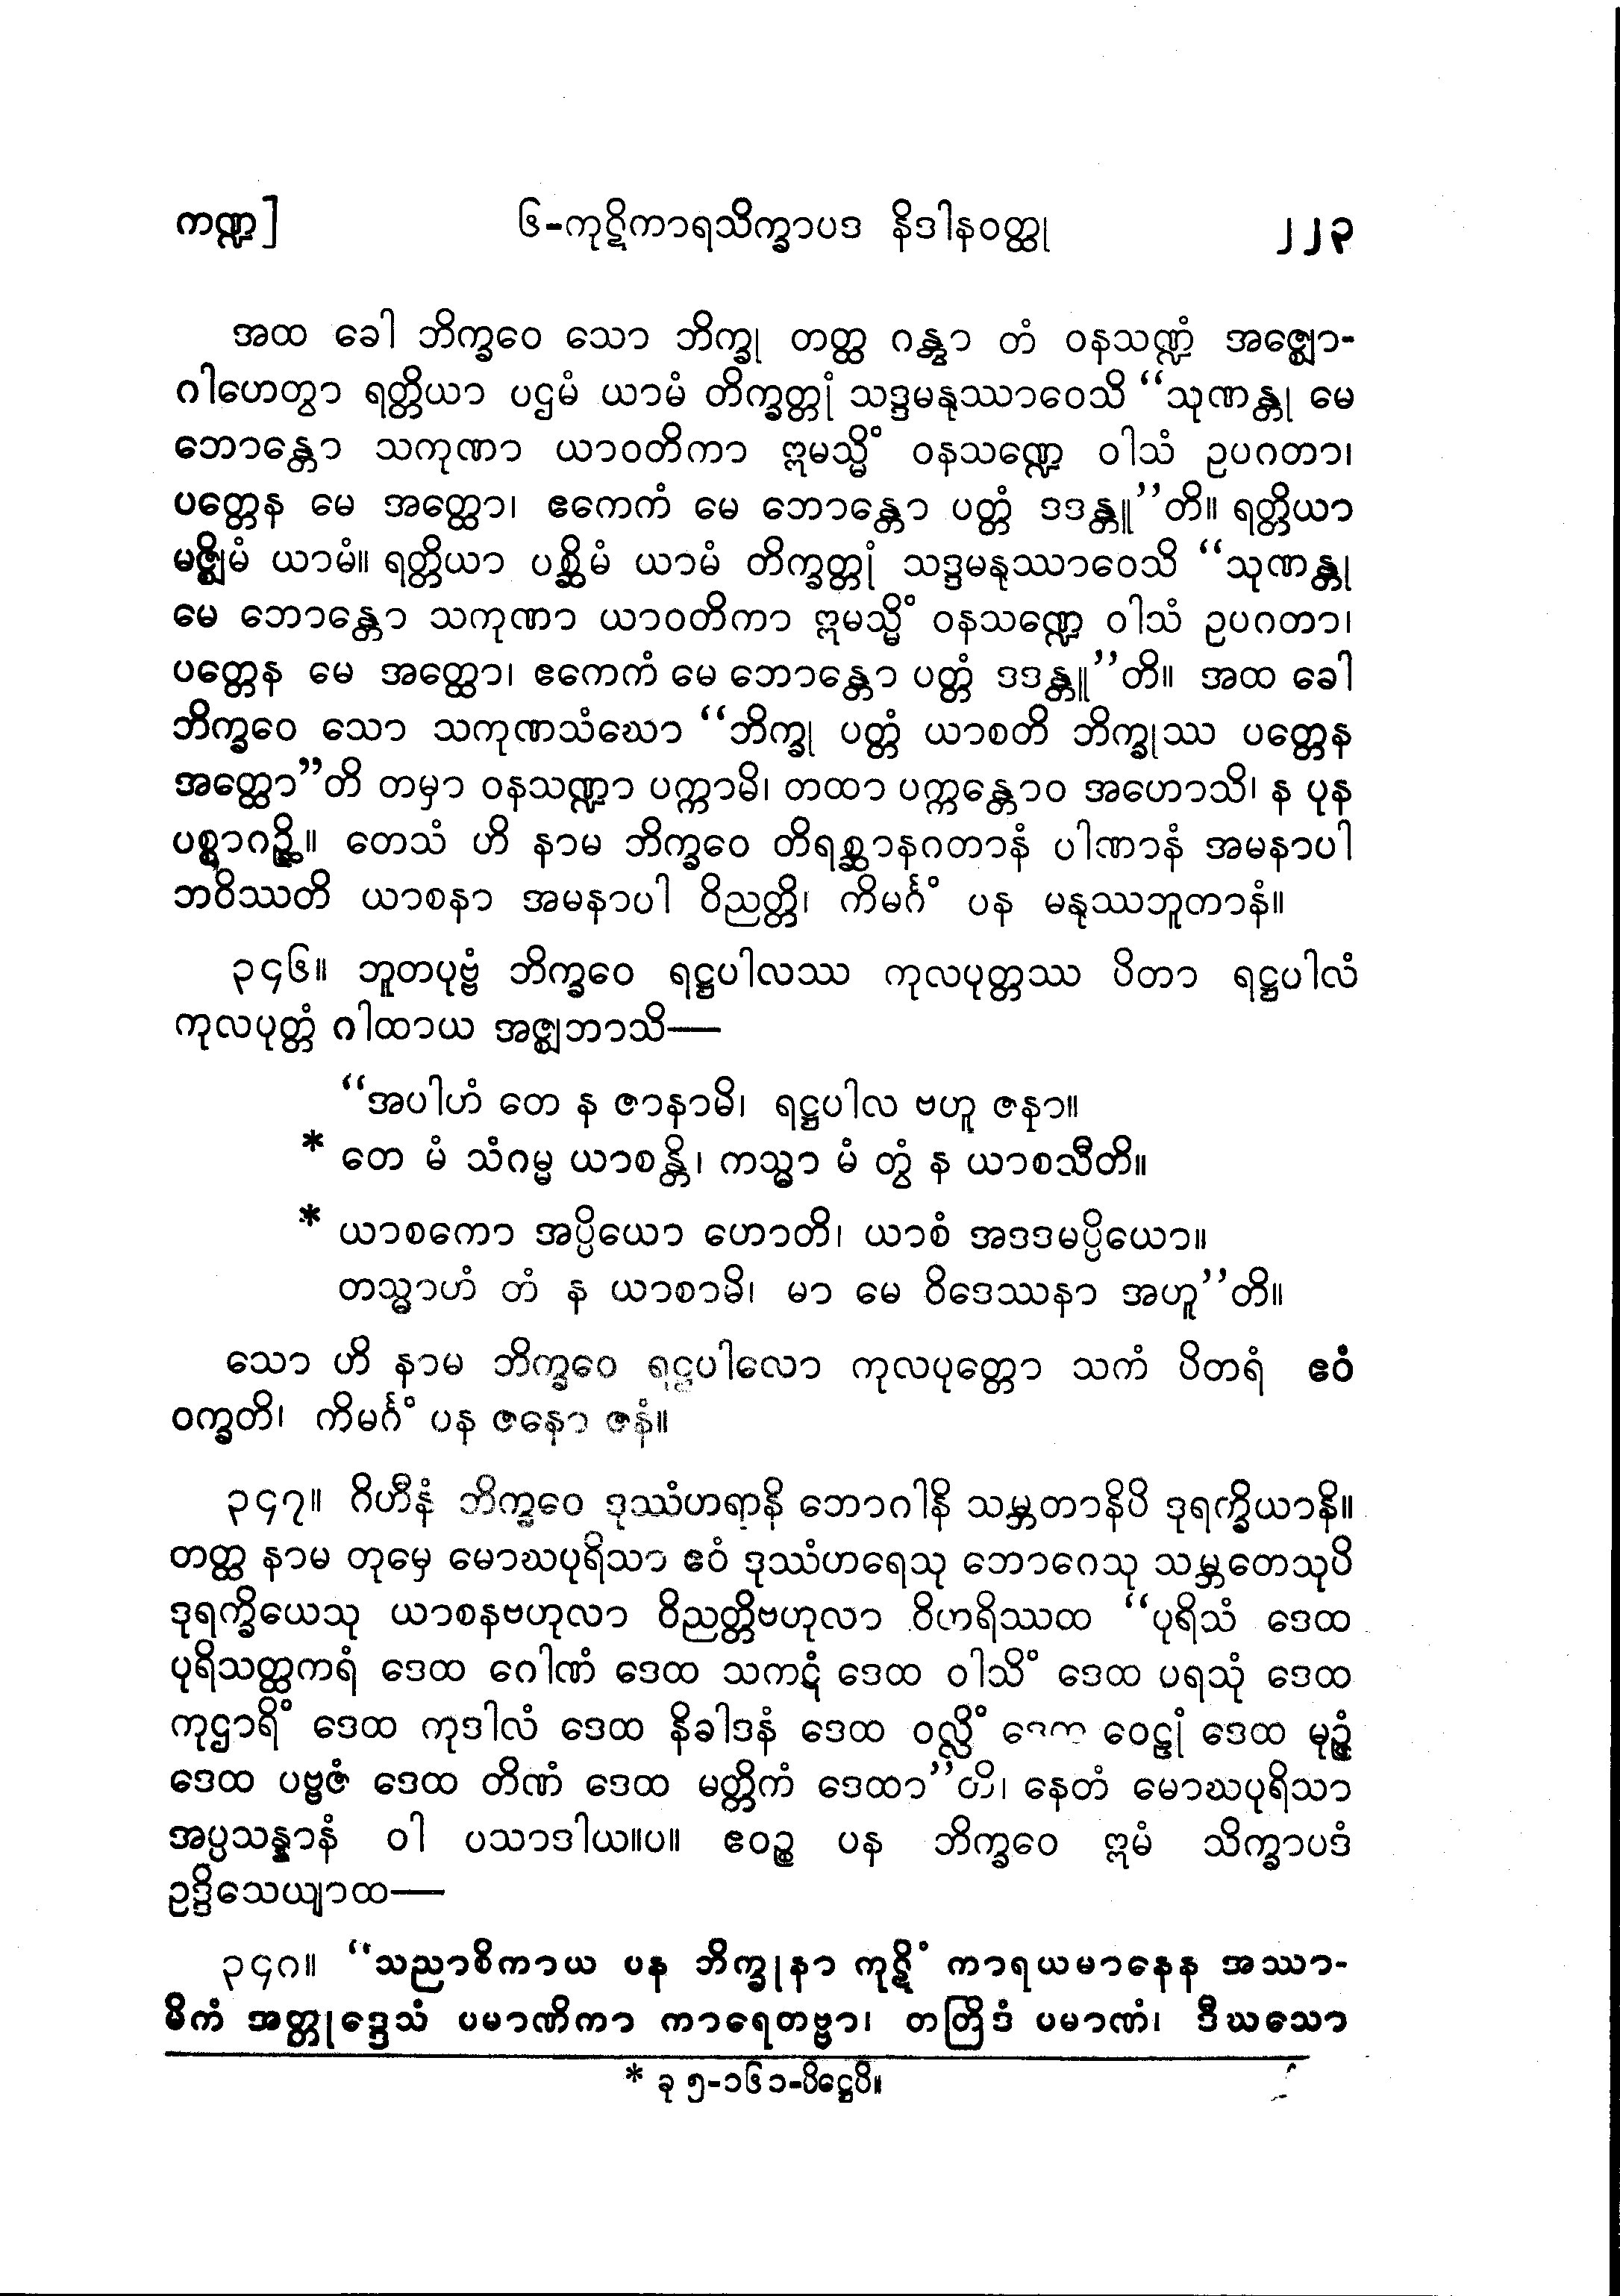 ကဏ္ဍ] ၆-ကုဋိကာရသိက္ခာပဒ နိဒါနဝတ္ထု ၂၂၃
အထ ခေါ ဘိက္ခဝေ သော ဘိက္ခု တတ္ထ ဂန္တွာ တံ ဝနသဏ္ဍံ အဇ္ဈော-
ဂါဟေတွာ ရတ္တိယာ ပဌမံ ယာမံ တိက္ခတ္တုံ သဒ္ဒမနုဿာဝေသိ “သုဏန္တု မေ
ဘောန္တော သကုဏာ ယာဝတိကာ ဣမသ္မိံ ဝနသဏ္ဍေ ဝါသံ ဥပဂတာ၊
ပတ္တေန မေ အတ္ထော၊ ဧကေကံ မေ ဘောန္တော ပတ္တံ ဒဒန္တူ”တိ။ ရတ္တိယာ
မဇ္ဈိမံ ယာမံ။ ရတ္တိယာ ပစ္ဆိမံ ယာမံ တိက္ခတ္တုံ သဒ္ဒမနုဿာဝေသိ “သုဏန္တု
မေ ဘောန္တော သကုဏာ ယာဝတိကာ ဣမသ္မိံ ဝနသဏ္ဍေ ဝါသံ ဥပဂတာ၊
ပတ္တေန မေ အတ္ထော၊ ဧကေကံ မေ ဘောန္တော ပတ္တံ ဒဒန္တူ”တိ။ အထ ခေါ
ဘိက္ခဝေ သော သကုဏသံဃော “ဘိက္ခု ပတ္တံ ယာစတိ ဘိက္ခုဿ ပတ္တေန
အတ္ထော”တိ တမှာ ဝနသဏ္ဍာ ပက္ကာမိ၊ တထာ ပက္ကန္တောဝ အဟောသိ၊ န ပုန
ပစ္စာဂဉ္ဆိ။ တေသံ ဟိ နာမ ဘိက္ခဝေ တိရစ္ဆာနဂတာနံ ပါဏာနံ အမနာပါ
ဘဝိဿတိ ယာစနာ အမနာပါ ဝိညတ္တိ၊ ကိမင်္ဂံ ပန မနုဿဘူတာနံ။
၃၄၆။ ဘူတပုဗ္ဗံ ဘိက္ခဝေ ရဋ္ဌပါလဿ ကုလပုတ္တဿ ပိတာ ရဋ္ဌပါလံ
ကုလပုတ္တံ ဂါထာယ အဇ္ဈဘာသိ—
“အပါဟံ တေ န ဇာနာမိ၊ ရဋ္ဌပါလ ဗဟူ ဇနာ။
* တေ မံ သံဂမ္မ ယာစန္တိ၊ ကသ္မာ မံ တွံ န ယာစသီတိ။
* ယာစကော အပ္ပိယော ဟောတိ၊ ယာစံ အဒဒမပ္ပိယော။
တသ္မာဟံ တံ န ယာစာမိ၊ မာ မေ ဝိဒေဿနာ အဟူ”တိ။
သော ဟိ နာမ ဘိက္ခဝေ ရဋ္ဌပါလော ကုလပုတ္တော သကံ ပိတရံ ဧဝံ
ဝက္ခတိ၊ ကိမင်္ဂံ ပန ဇနော ဇနံ။
၃၄၇။ ဂိဟီနံ ဘိက္ခဝေ ဒုဿံဟရာနိ ဘောဂါနိ သမ္ဘတာနိပိ ဒုရက္ခိယာနိ။
တတ္ထ နာမ တုမှေ မောဃပုရိသာ ဧဝံ ဒုဿံဟရေသု ဘောဂေသု သမ္ဘတေသုပိ
ဒုရက္ခိယေသု ယာစနဗဟုလာ ဝိညတ္တိဗဟုလာ ဝိဟရိဿထ “ပုရိသံ ဒေထ
ပုရိသတ္ထကရံ ဒေထ ဂေါဏံ ဒေထ သကဋံ ဒေထ ဝါသိံ ဒေထ ပရသုံ ဒေထ
ကုဌာရိံ ဒေထ ကုဒါလံ ဒေထ နိခါဒနံ ဒေထ ဝလ္လိံ ဒေထ ဝေဠုံ ဒေထ မုဉ္ဇံ
ဒေထ ပဗ္ဗဇံ ဒေထ တိဏံ ဒေထ မတ္တိကံ ဒေထာ”တိ၊ နေတံ မောဃပုရိသာ
အပ္ပသန္နာနံ ဝါ ပသာဒါယ။ပ။ ဧဝဉ္စ ပန ဘိက္ခဝေ ဣမံ သိက္ခာပဒံ
ဥဒ္ဒိသေယျာထ—
၃၄၈။ “သညာစိကာယ ပန ဘိက္ခုနာ ကုဋိံ ကာရယမာနေန အဿာ-
မိကံ အတ္တုဒ္ဒေသံ ပမာဏိကာ ကာရေတဗ္ဗာ၊ တတြိဒံ ပမာဏံ၊ ဒီဃသော
* ခု ၅-၁၆၁-ပိဋ္ဌေပိ။